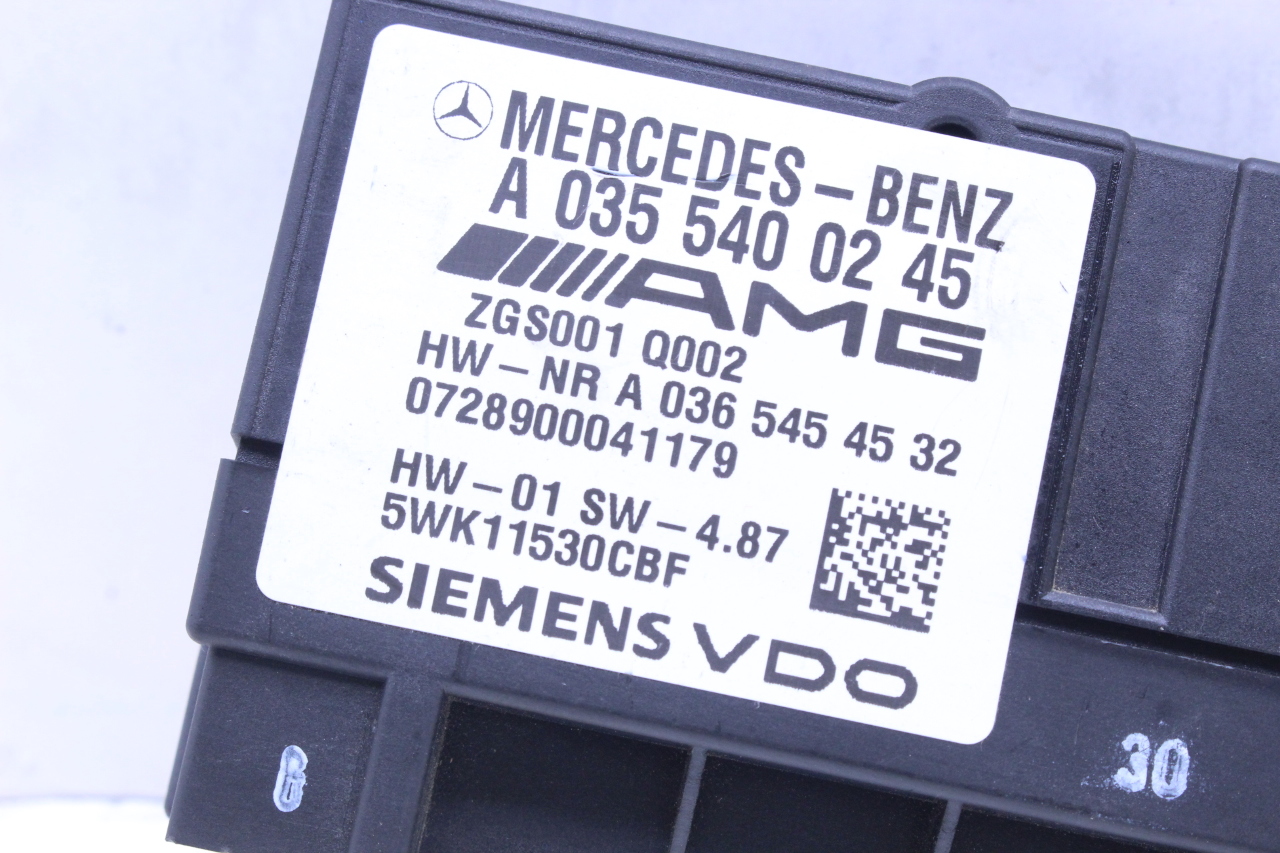 MERCEDES-BENZ
A 035 540 02 45
AMG
ZGS001 Q002
HW-NR A 036 545 45 32
0728900041179
HW-01 SW-4.87
5WK11530CBF
SIEMENS VDO
6
30